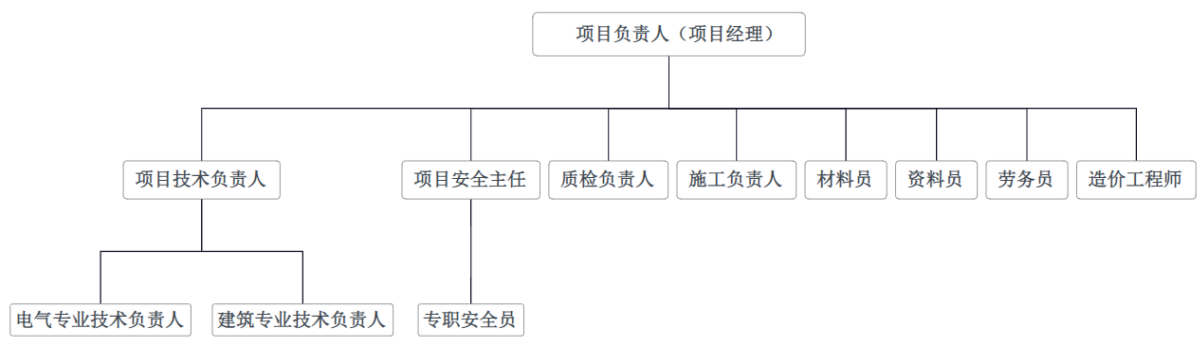 项目负责人（项目经理）
项目技术负责人
项目安全主任
质检负责人
施工负责人
材料员
资料员
劳务员
造价工程师
电气专业技术负责人
建筑专业技术负责人
专职安全员